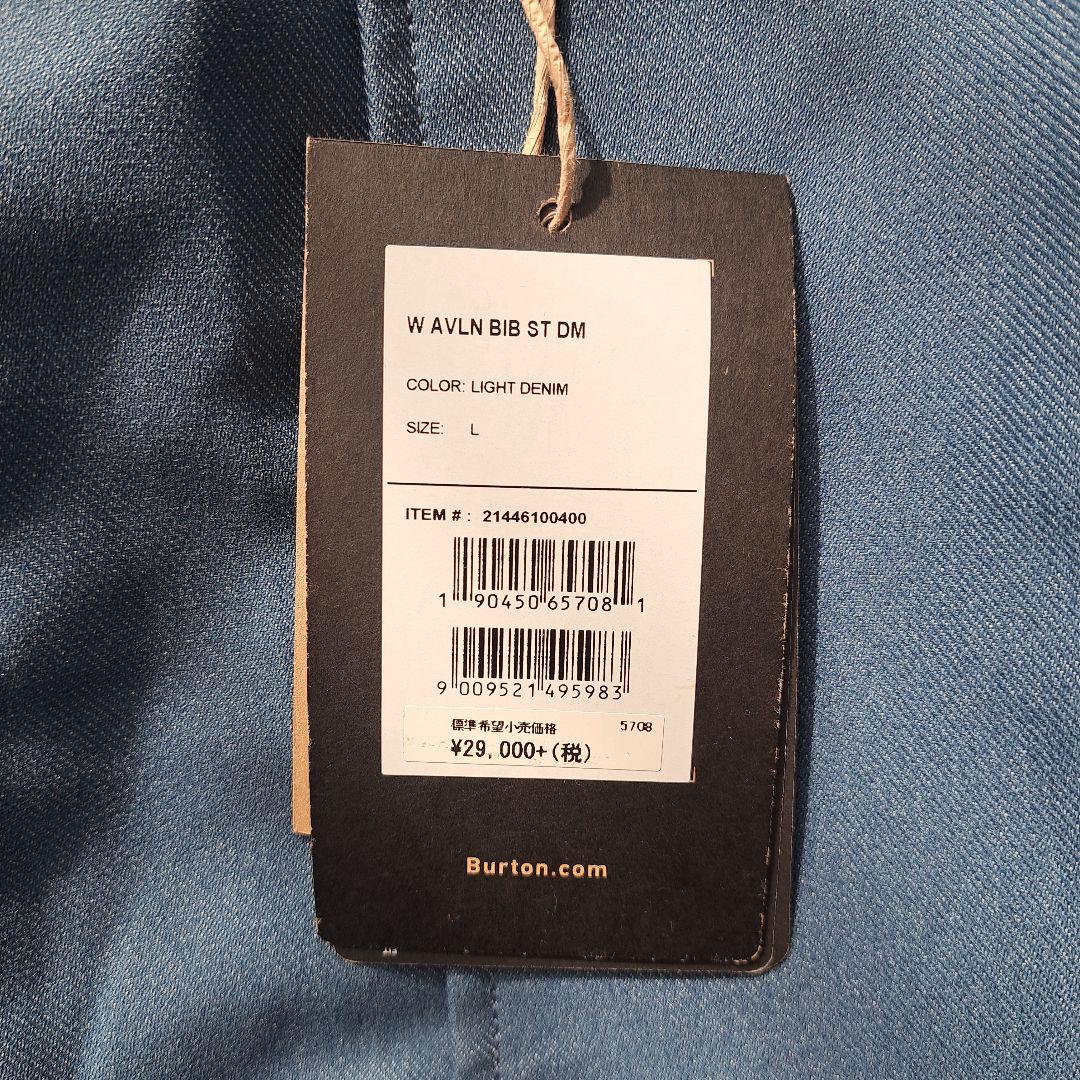 W AVLN BIB ST DM
COLOR: LIGHT DENIM
SIZE: L
ITEM # : 21446100400
1 90450 65708 1
9 009521 495983
標準希望小売価格 5708
¥29,000+(税)
Burton.com